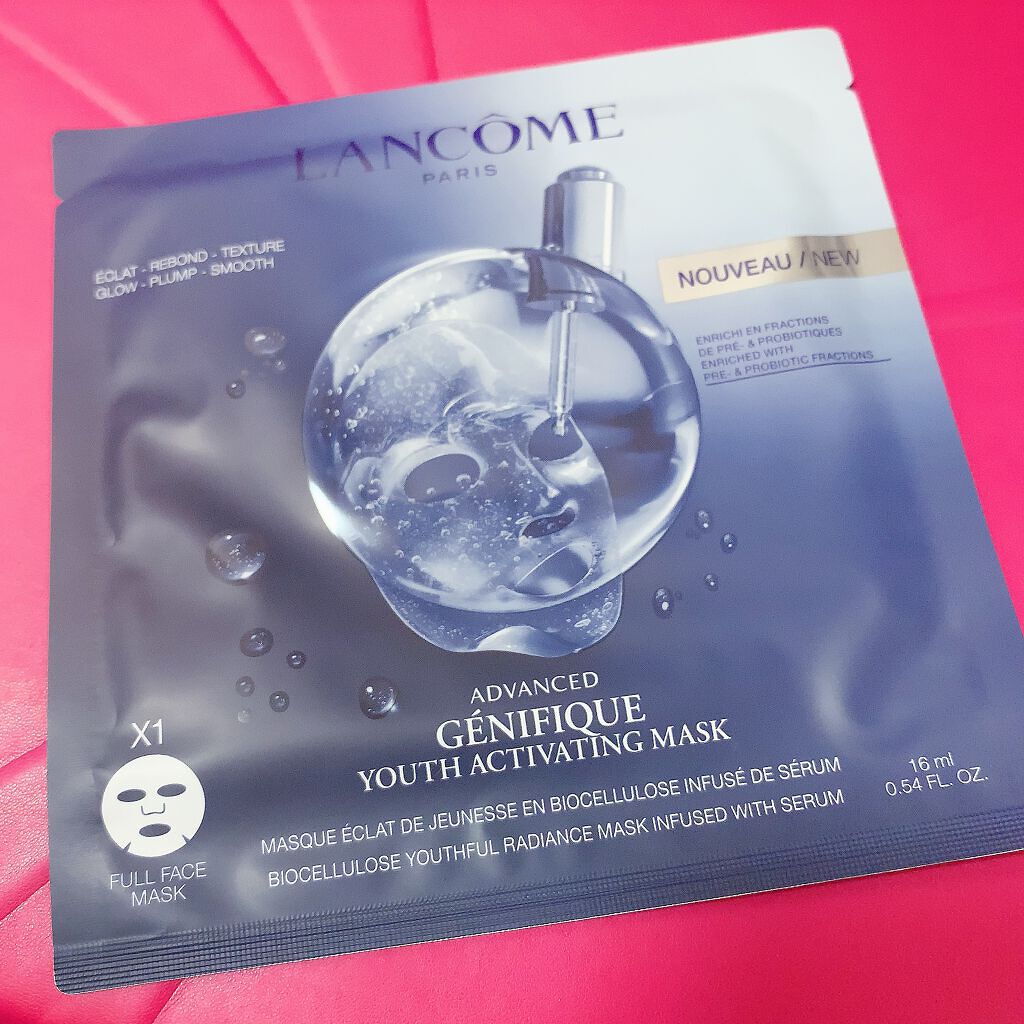 LANCÔME
PARIS
ÉCLAT - REBOND - TEXTURE
GLOW - PLUMP - SMOOTH
NOUVEAU / NEW
ENRICHI EN FRACTIONS
DE PRÉ- & PROBIOTIQUES
ENRICHED WITH
PRE- & PROBIOTIC FRACTIONS
ADVANCED
GÉNIFIQUE
YOUTH ACTIVATING MASK
X1
FULL FACE
MASK
MASQUE ÉCLAT DE JEUNESSE EN BIOCELLULOSE INFUSÉ DE SÉRUM
BIOCELLULOSE YOUTHFUL RADIANCE MASK INFUSED WITH SERUM
16 ml
0.54 FL. OZ.